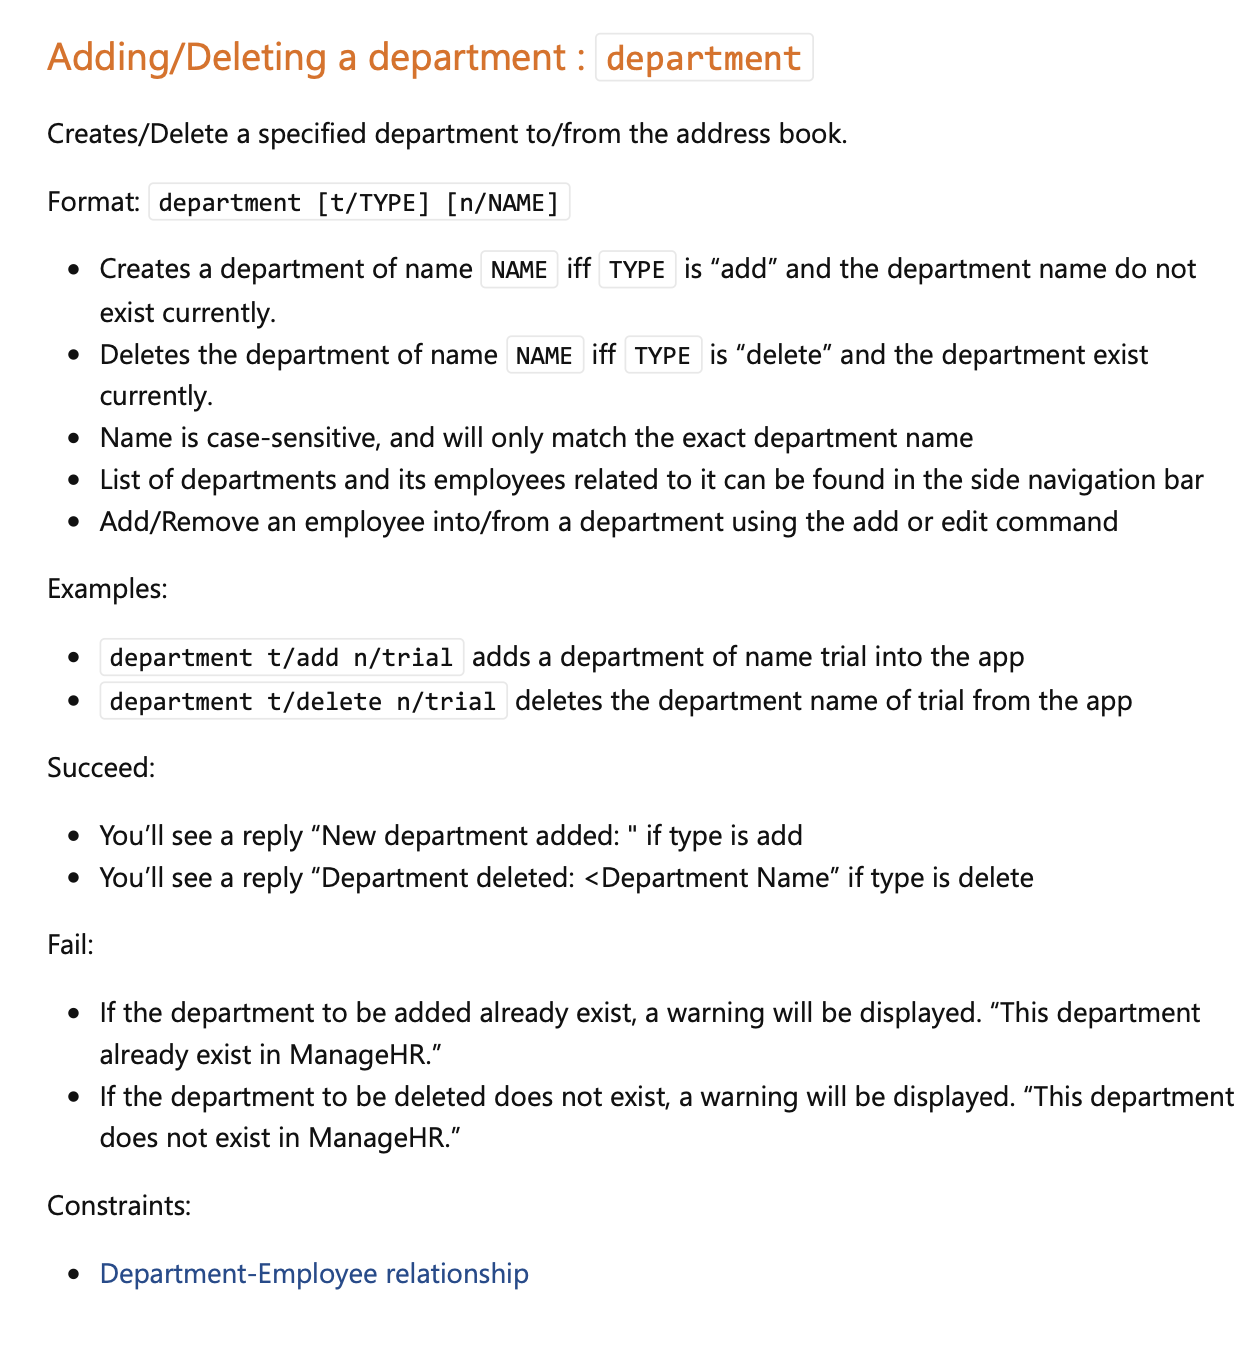 Adding/Deleting a department : department
Creates/Delete a specified department to/from the address book.
Format: department [t/TYPE] [n/NAME]
• Creates a department of name NAME iff TYPE is “add” and the department name do not
exist currently.
• Deletes the department of name NAME iff TYPE is “delete” and the department exist
currently.
• Name is case-sensitive, and will only match the exact department name
• List of departments and its employees related to it can be found in the side navigation bar
• Add/Remove an employee into/from a department using the add or edit command
Examples:
• department t/add n/trial adds a department of name trial into the app
• department t/delete n/trial deletes the department name of trial from the app
Succeed:
• You’ll see a reply “New department added: " if type is add
• You’ll see a reply “Department deleted: <Department Name” if type is delete
Fail:
• If the department to be added already exist, a warning will be displayed. “This department
already exist in ManageHR.”
• If the department to be deleted does not exist, a warning will be displayed. “This department
does not exist in ManageHR.”
Constraints:
• Department-Employee relationship